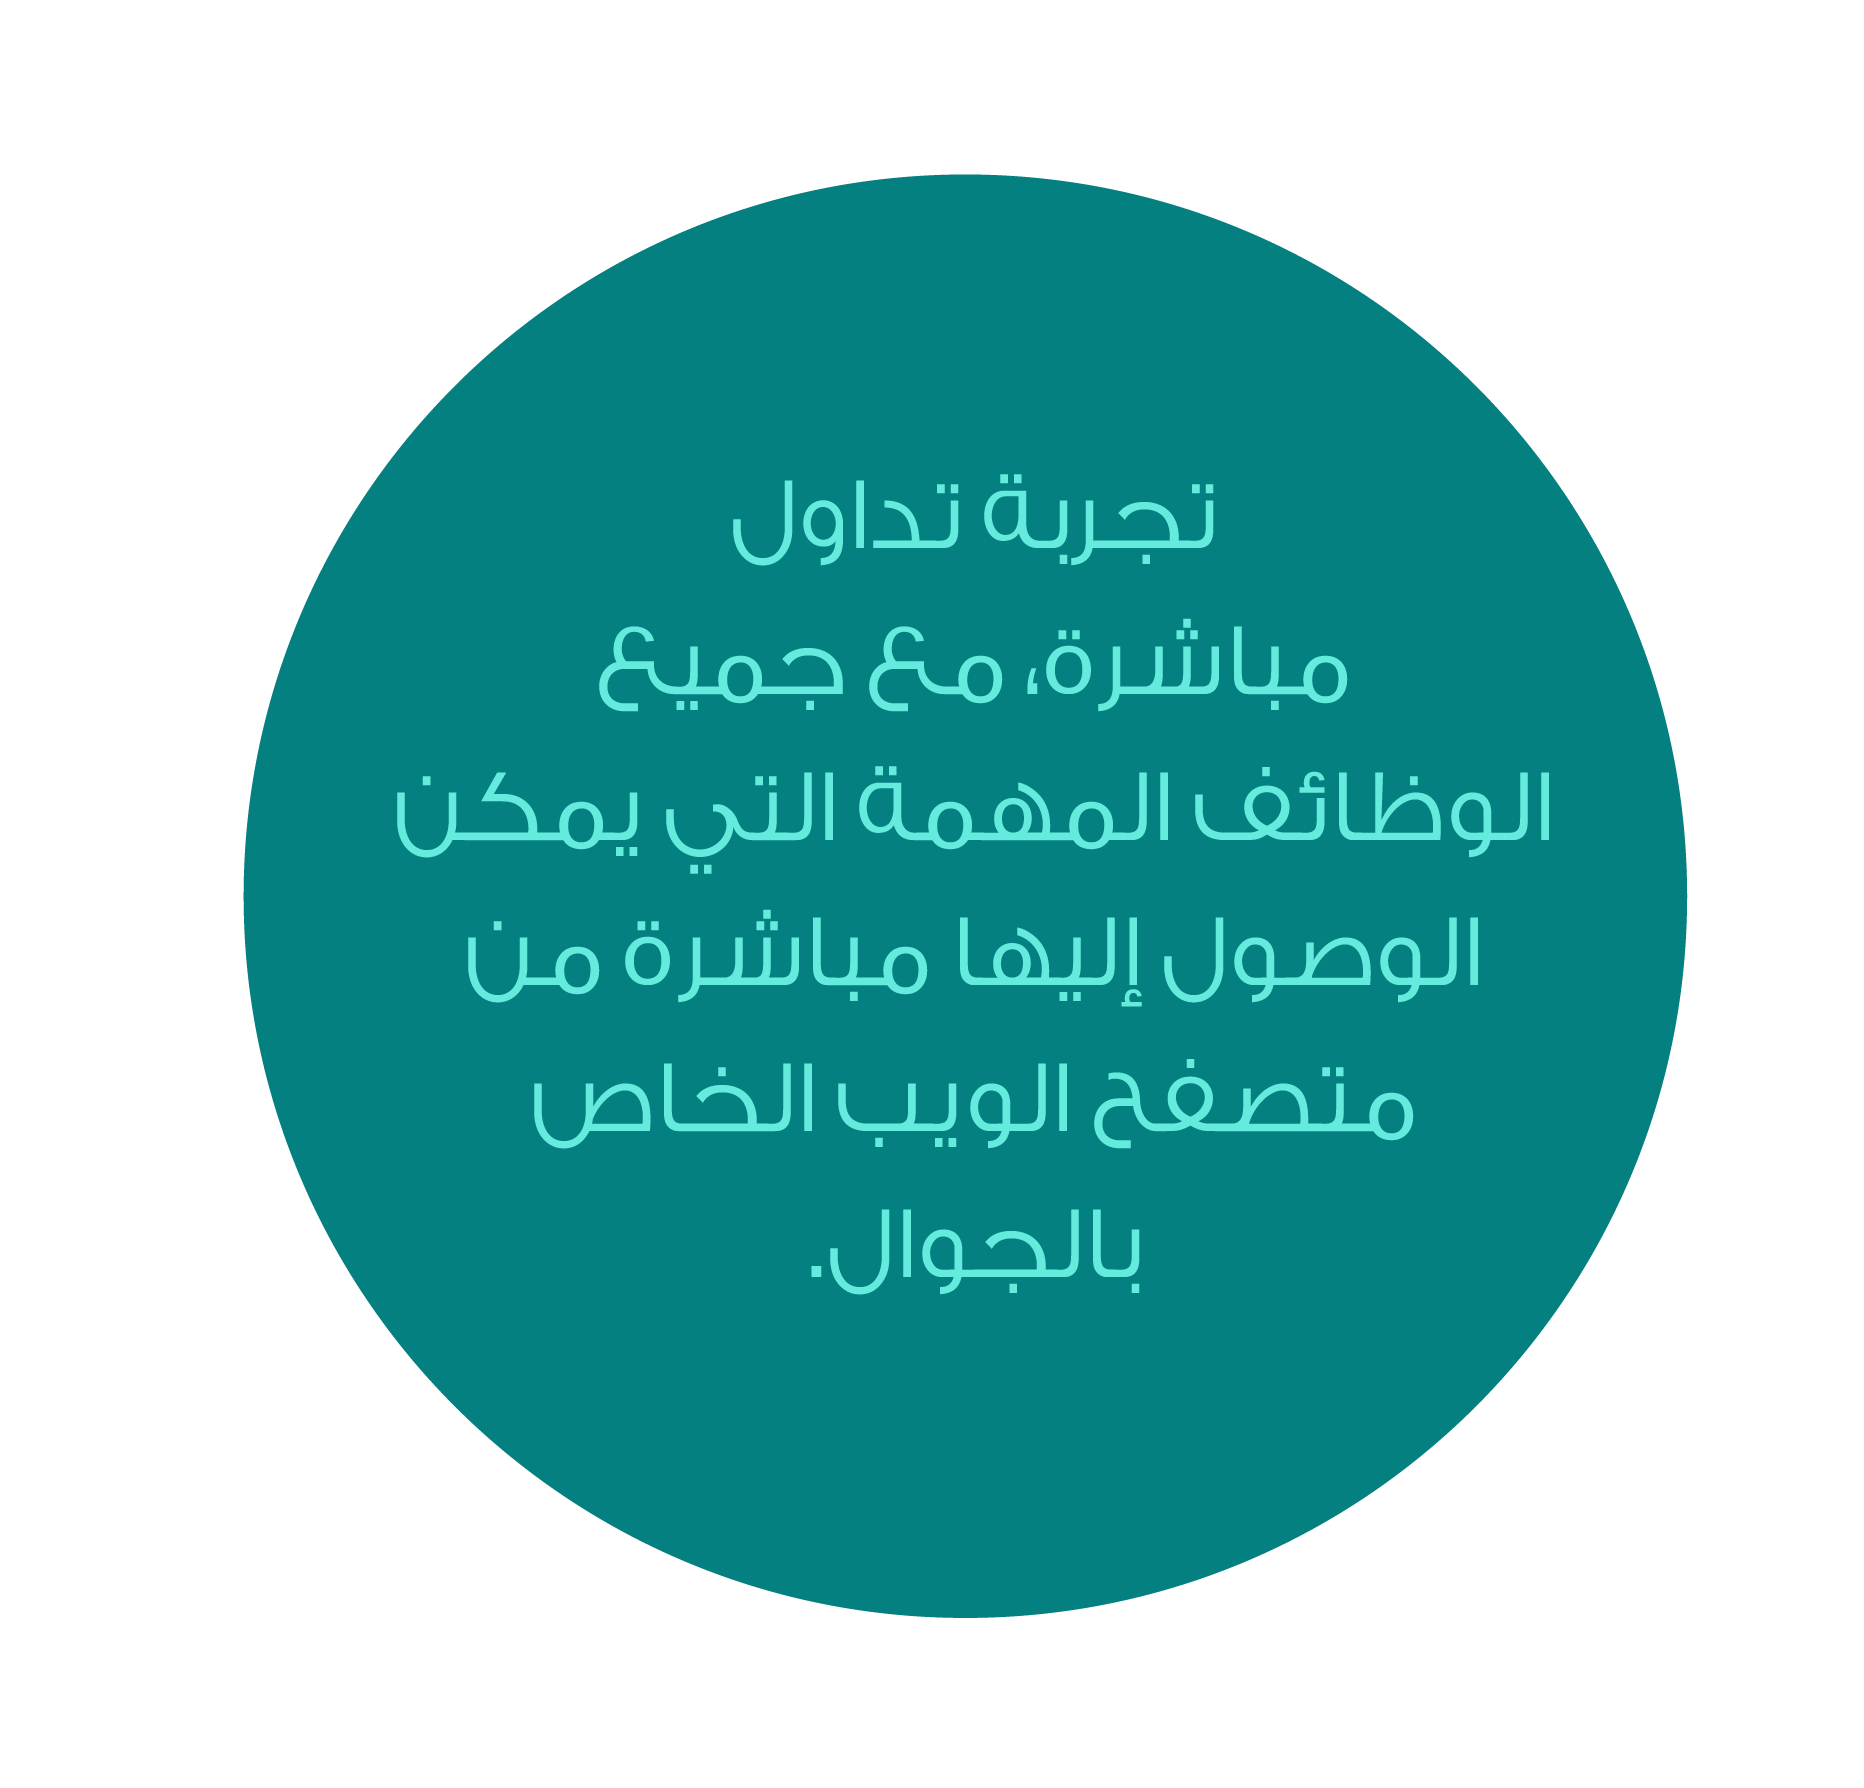 تجربة تداول
مباشرة، مع جميع
الوظائف المهمة التي يمكن
الوصول إليها مباشرة من
متصفح الويب الخاص
بالجوال.